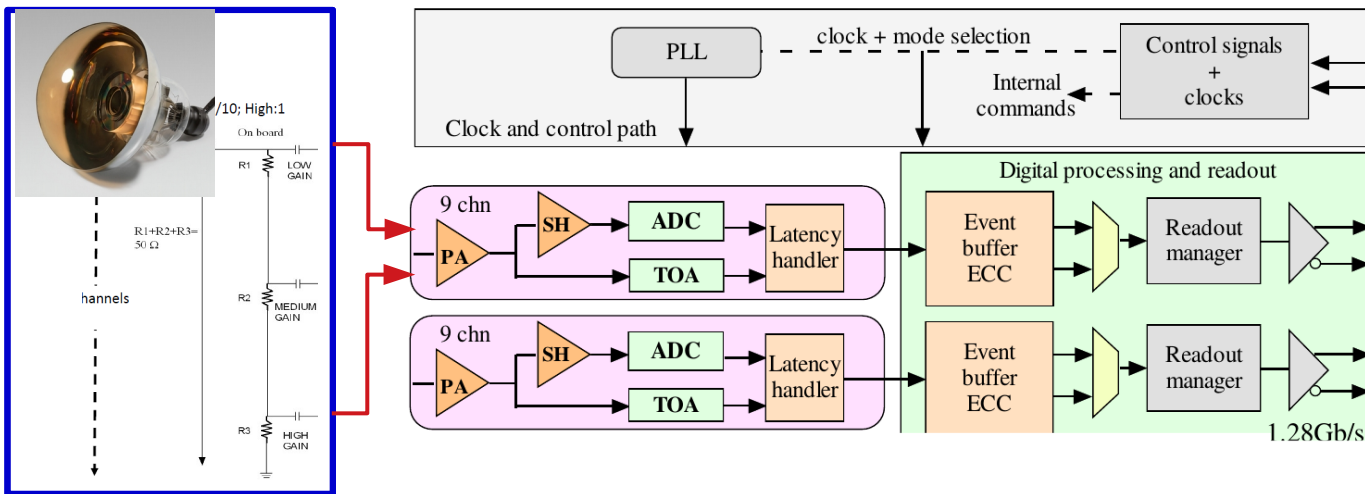 /10; High:1
On board
R1
LOW
GAIN
R1+R2+R3=
50 Ω
hannels
R2
MEDIUM
GAIN
R3
HIGH
GAIN
PLL
clock + mode selection
Control signals
+
clocks
Internal
commands
Clock and control path
9 chn
PA
SH
ADC
TOA
Latency
handler
9 chn
PA
SH
ADC
TOA
Latency
handler
Digital processing and readout
Event
buffer
ECC
Readout
manager
Event
buffer
ECC
Readout
manager
1.28Gb/s